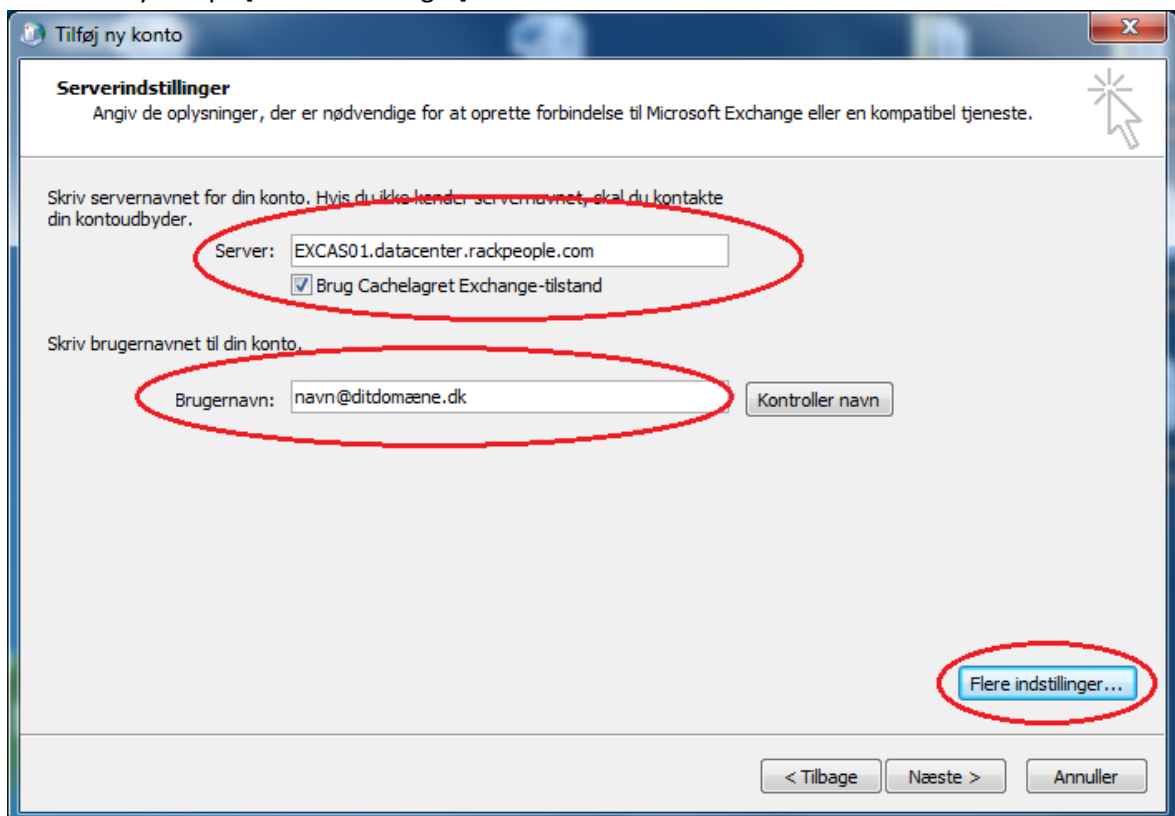 Tilføj ny konto
Serverindstillinger
Angiv de oplysninger, der er nødvendige for at oprette forbindelse til Microsoft Exchange eller en kompatibel tjeneste.
Skriv servernavnet for din konto. Hvis du ikke kender servernavnet, skal du kontakte
din kontoudbyder.
Server: EXCAS01.datacenter.rackpeople.com
Brug Cachelagret Exchange-tilstand
Skriv brugernavnet til din konto.
Brugernavn: navn@ditdomæne.dk Kontroller navn
Flere indstillinger...
< Tilbage Næste > Annuller